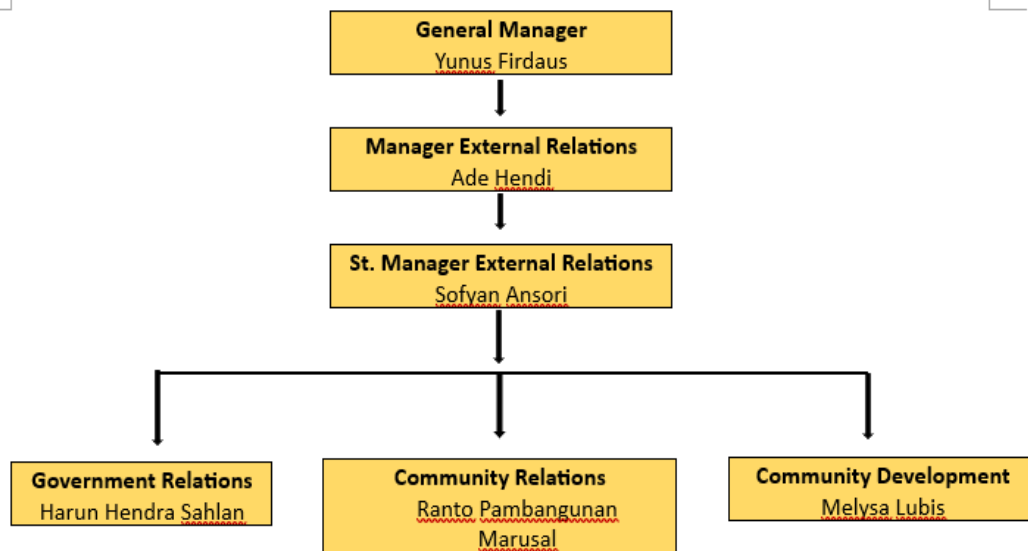 General Manager
Yunus Firdaus
Manager External Relations
Ade Hendi
St. Manager External Relations
Sofyan Ansori
Government Relations
Harun Hendra Sahlan
Community Relations
Ranto Pambangunan
Marusal
Community Development
Melysa Lubis